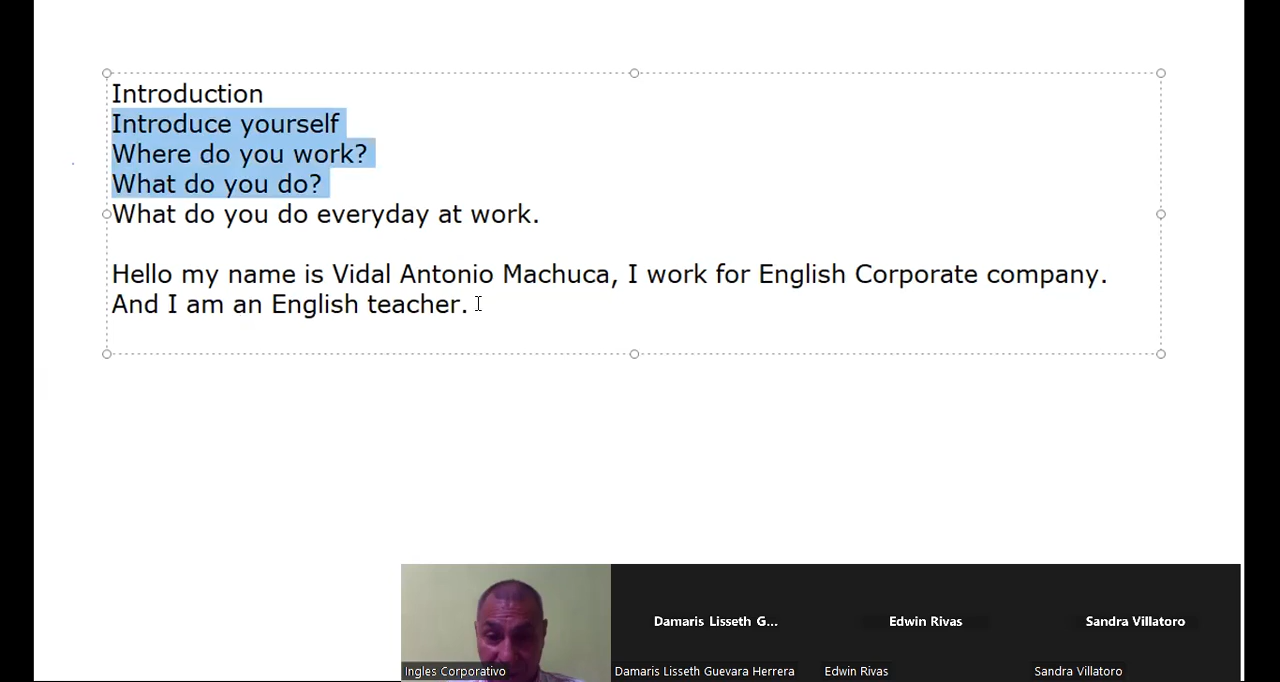 Introduction
Introduce yourself
Where do you work?
What do you do?
What do you do everyday at work.
Hello my name is Vidal Antonio Machuca, I work for English Corporate company.
And I am an English teacher.
Damaris Lisseth G...
Edwin Rivas
Sandra Villatoro
Ingles Corporativo
Damaris Lisseth Guevara Herrera
Edwin Rivas
Sandra Villatoro